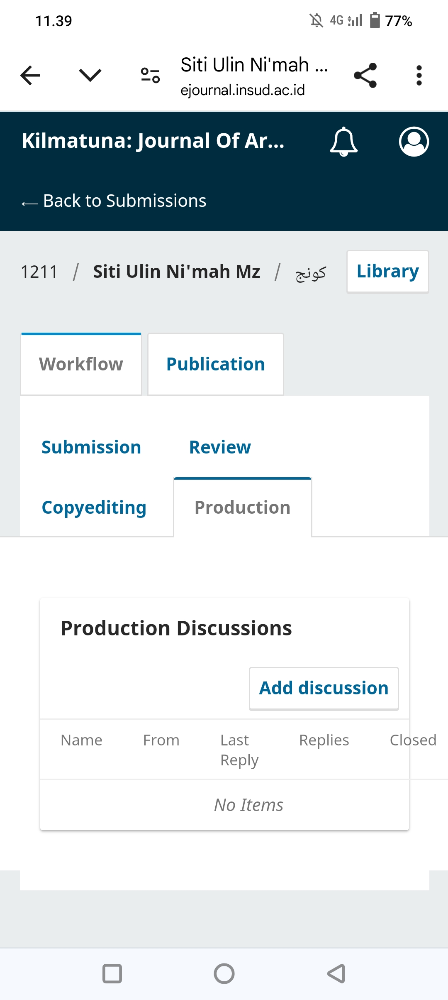 11.39 4G 77%
Siti Ulin Ni'mah ...
ejournal.insud.ac.id
Kilmatuna: Journal Of Ar...
← Back to Submissions
1211 / Siti Ulin Ni'mah Mz / كونج Library
Workflow Publication
Submission Review
Copyediting Production
Production Discussions
Add discussion
Name From Last Reply Replies Closed
No Items